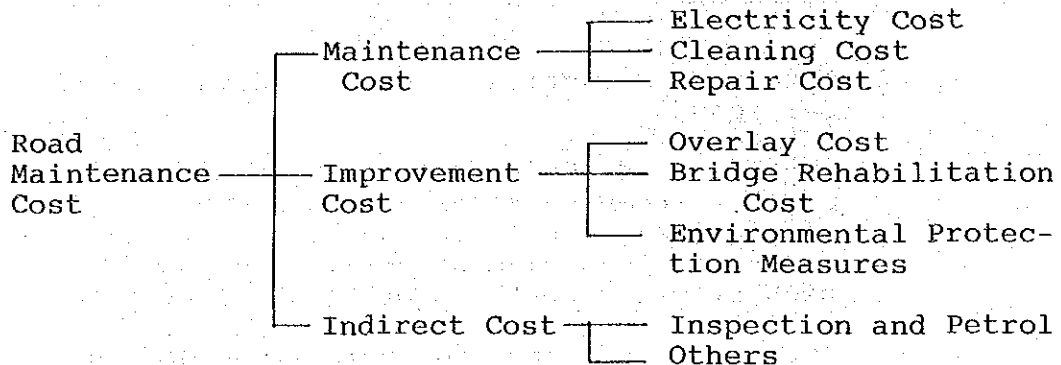 Road
Maintenance
Cost
Maintenance
Cost
Electricity Cost
Cleaning Cost
Repair Cost
Improvement
Cost
Overlay Cost
Bridge Rehabilitation
Cost
Environmental Protec-
tion Measures
Indirect Cost
Inspection and Petrol
Others